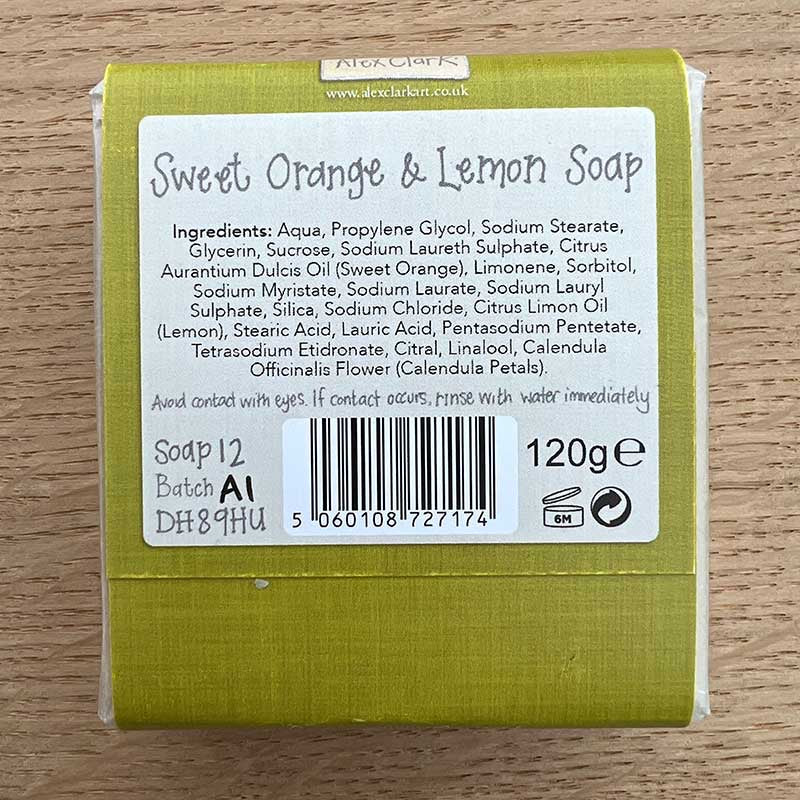 Alex Clark
www.alexclarkart.co.uk
Sweet Orange & Lemon Soap
Ingredients: Aqua, Propylene Glycol, Sodium Stearate,
Glycerin, Sucrose, Sodium Laureth Sulphate, Citrus
Aurantium Dulcis Oil (Sweet Orange), Limonene, Sorbitol,
Sodium Myristate, Sodium Laurate, Sodium Lauryl
Sulphate, Silica, Sodium Chloride, Citrus Limon Oil
(Lemon), Stearic Acid, Lauric Acid, Pentasodium Pentetate,
Tetrasodium Etidronate, Citral, Linalool, Calendula
Officinalis Flower (Calendula Petals).
Avoid contact with eyes. If contact occurs, rinse with water immediately
Soap 12
Batch A1
DH8 9HU
5 060108 727174
120g ℮
6M